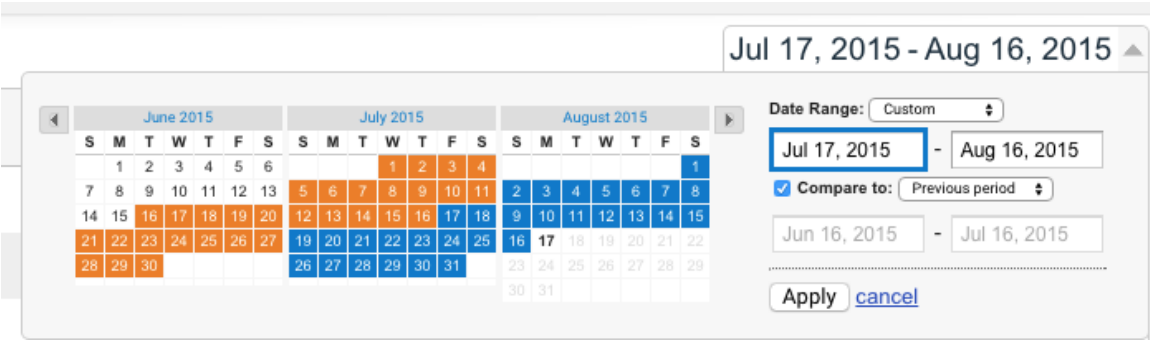 Jul 17, 2015 - Aug 16, 2015
June 2015 July 2015 August 2015
S M T W T F S S M T W T F S S M T W T F S
1 2 3 4 5 6 1 2 3 4 1
7 8 9 10 11 12 13 5 6 7 8 9 10 11 2 3 4 5 6 7 8
14 15 16 17 18 19 20 12 13 14 15 16 17 18 9 10 11 12 13 14 15
21 22 23 24 25 26 27 19 20 21 22 23 24 25 16 17 18 19 20 21 22
28 29 30 26 27 28 29 30 31 23 24 25 26 27 28 29
30 31
Date Range: Custom
Jul 17, 2015 - Aug 16, 2015
Compare to: Previous period
Jun 16, 2015 - Jul 16, 2015
Apply cancel